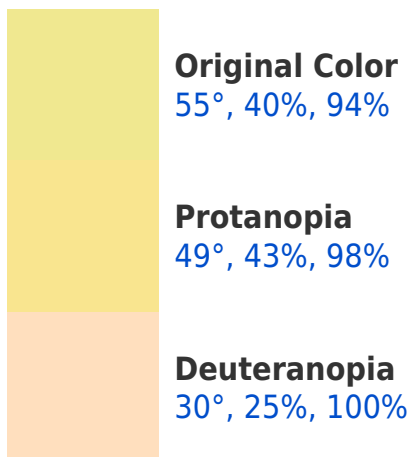 Original Color
55°, 40%, 94%
Protanopia
49°, 43%, 98%
Deuteranopia
30°, 25%, 100%